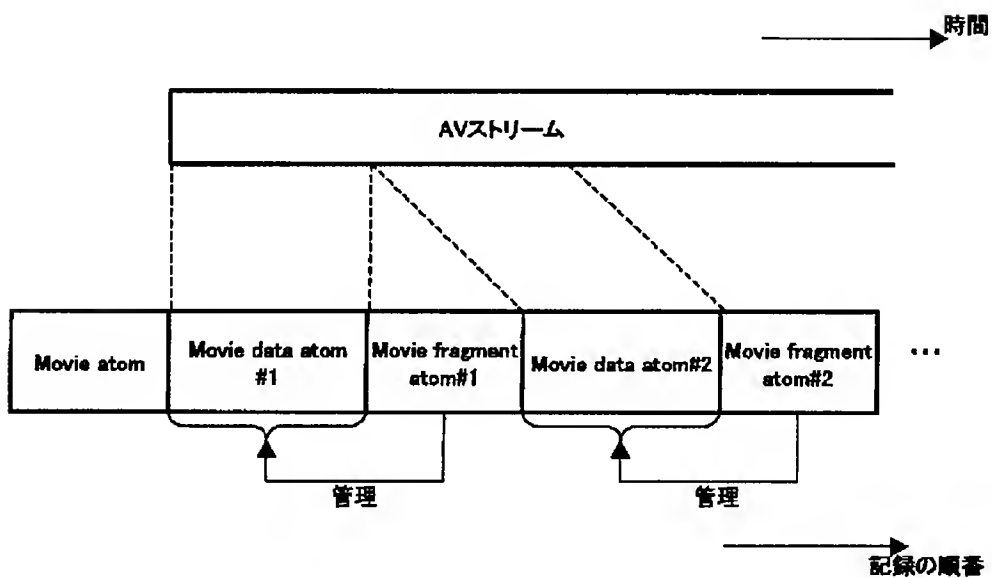 時間
AVストリーム
Movie atom
Movie data atom
#1
Movie fragment
atom#1
Movie data atom#2
Movie fragment
atom#2
...
管理
管理
記録の順番